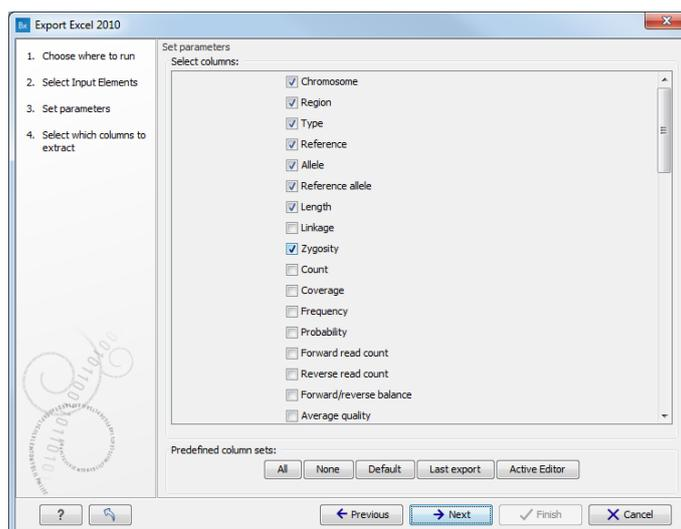 Bx Export Excel 2010
x
1. Choose where to run
2. Select Input Elements
3. Set parameters
4. Select which columns to
extract
Set parameters
Select columns:
Chromosome
Region
Type
Reference
Allele
Reference allele
Length
Linkage
Zygosity
Count
Coverage
Frequency
Probability
Forward read count
Reverse read count
Forward/reverse balance
Average quality
Predefined column sets:
All None Default Last export Active Editor
? Previous Next Finish Cancel